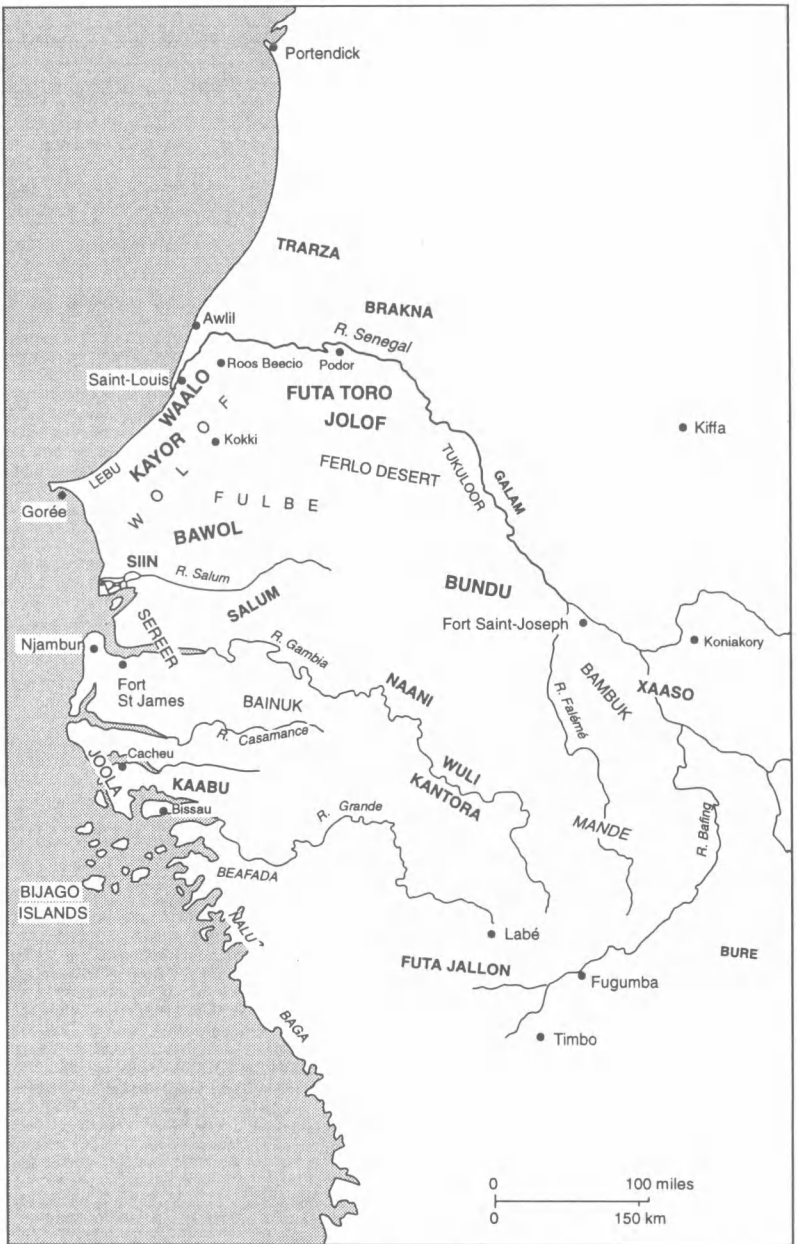 Portendick
TRARZA
BRAKNA
Awlil
R. Senegal
Roos Beecio
Podor
Saint-Louis
WAALO
FUTA TORO
JOLOF
Kiffa
KAYOR
WOLOF
Kokki
LEBU
FERLO DESERT
TUKULOOR
GALAM
Gorée
FULBE
BAWOL
SIIN
R. Salum
BUNDU
SALUM
SEREER
Fort Saint-Joseph
Njambur
R. Gambia
Koniakory
Fort
St James
NAANI
BAMBUK
XAASO
BAINUK
R. Falémé
R. Casamance
JOOLA
Cacheu
WULI
KAABU
KANTORA
Bissau
R. Grande
MANDE
R. Bafing
BEAFADA
BIJAGO
ISLANDS
NALU
Labé
BURE
FUTA JALLON
Fugumba
BAGA
Timbo
0 100 miles
0 150 km